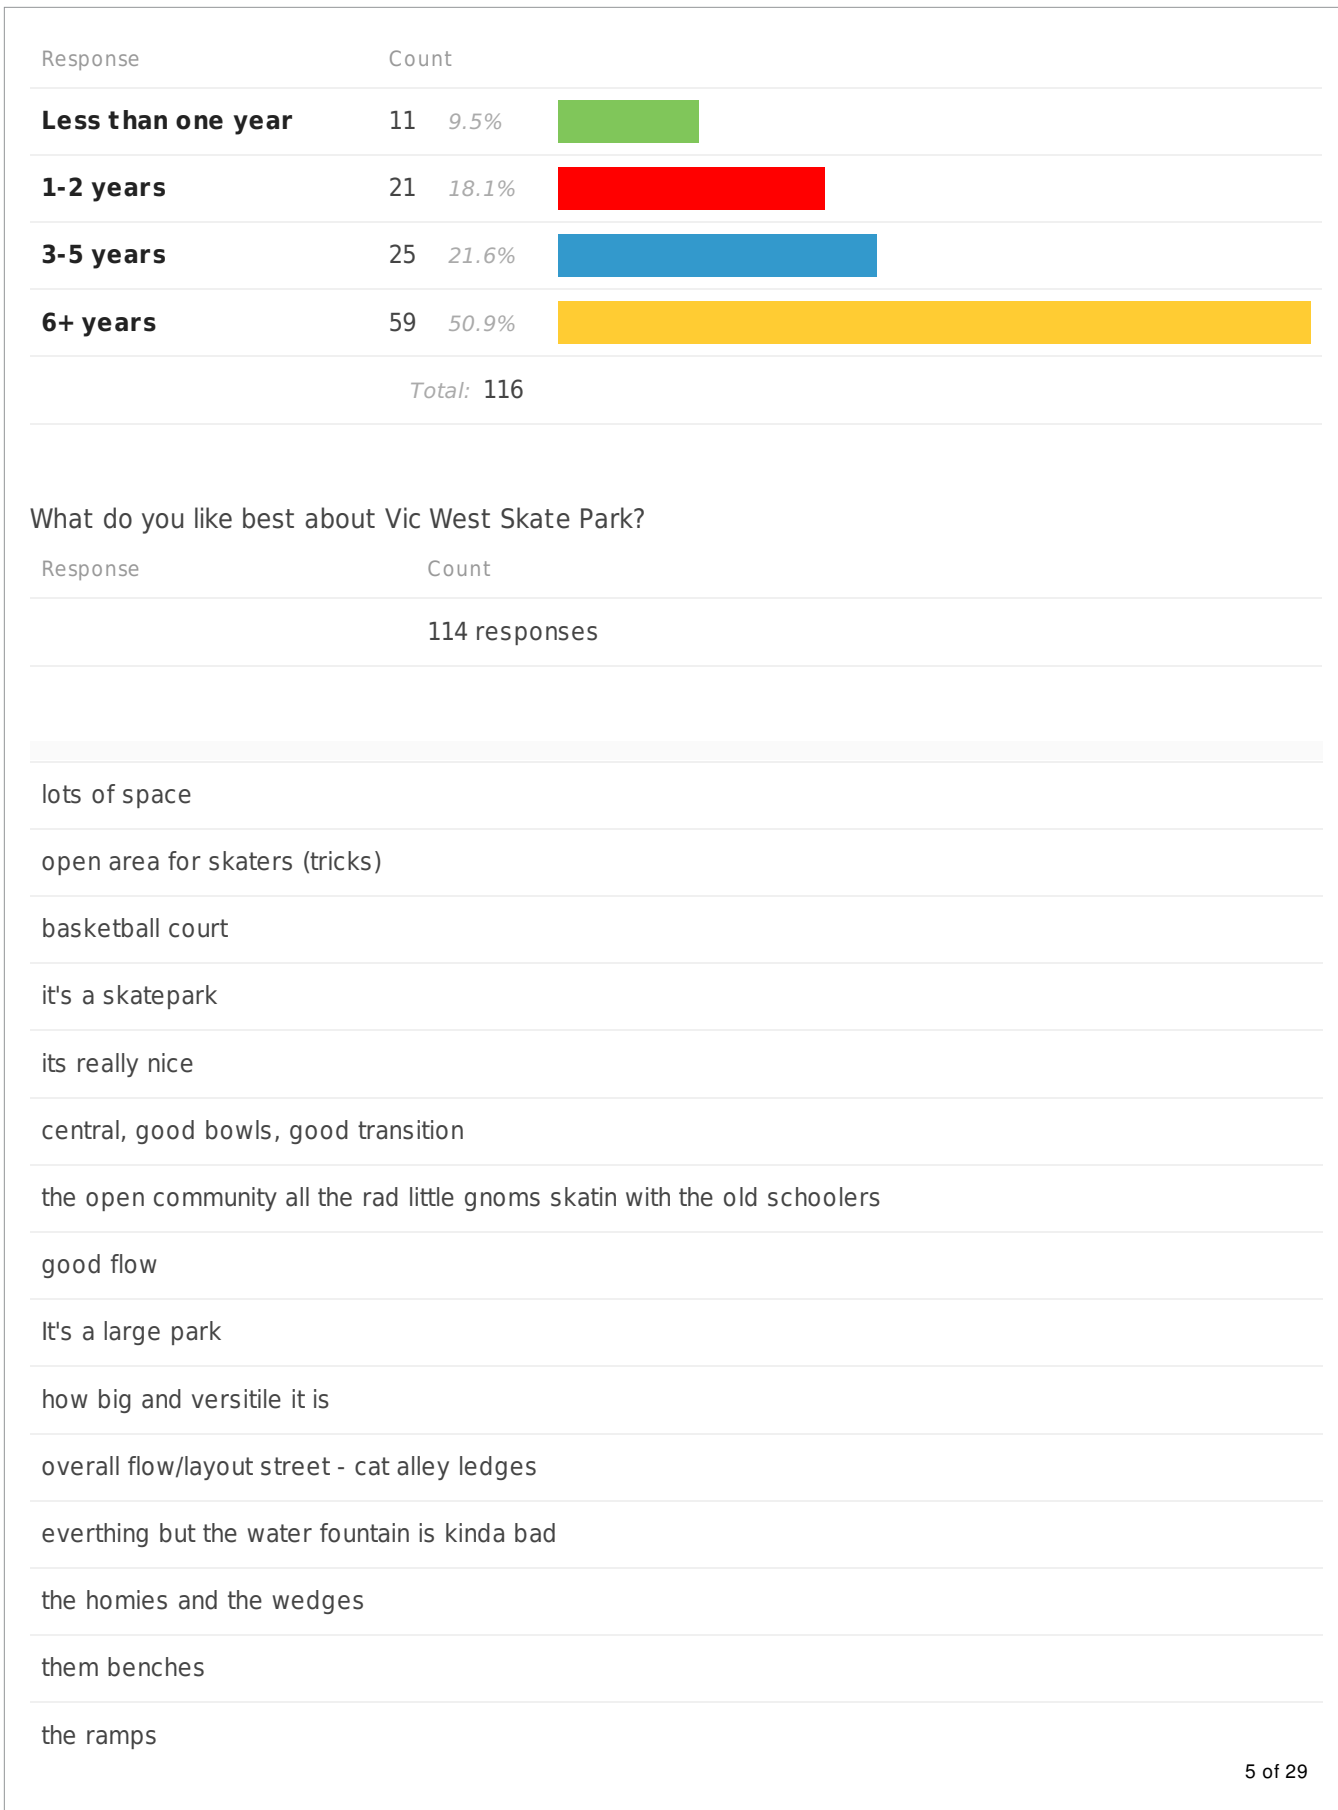 Response Count
Less than one year 11 9.5%
1-2 years 21 18.1%
3-5 years 25 21.6%
6+ years 59 50.9%
Total: 116
What do you like best about Vic West Skate Park?
Response Count
114 responses
lots of space
open area for skaters (tricks)
basketball court
it's a skatepark
its really nice
central, good bowls, good transition
the open community all the rad little gnoms skatin with the old schoolers
good flow
It's a large park
how big and versitile it is
overall flow/layout street - cat alley ledges
everthing but the water fountain is kinda bad
the homies and the wedges
them benches
the ramps
5 of 29